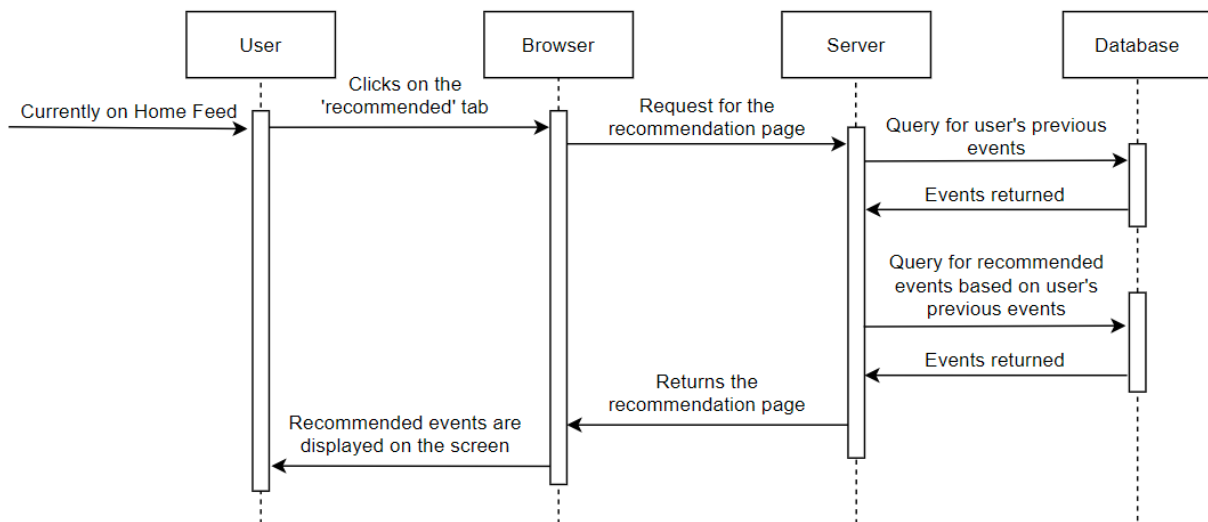 User
Browser
Server
Database
Currently on Home Feed
Clicks on the
'recommended' tab
Request for the
recommendation page
Query for user's previous
events
Events returned
Query for recommended
events based on user's
previous events
Events returned
Returns the
recommendation page
Recommended events are
displayed on the screen